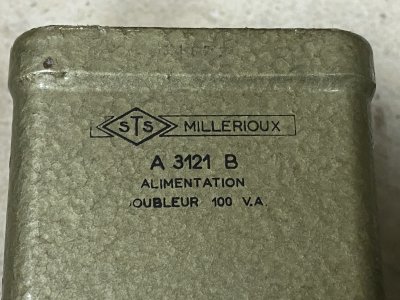 STS MILLERIOUX
A 3121 B
ALIMENTATION
OUBLEUR 100 V.A.